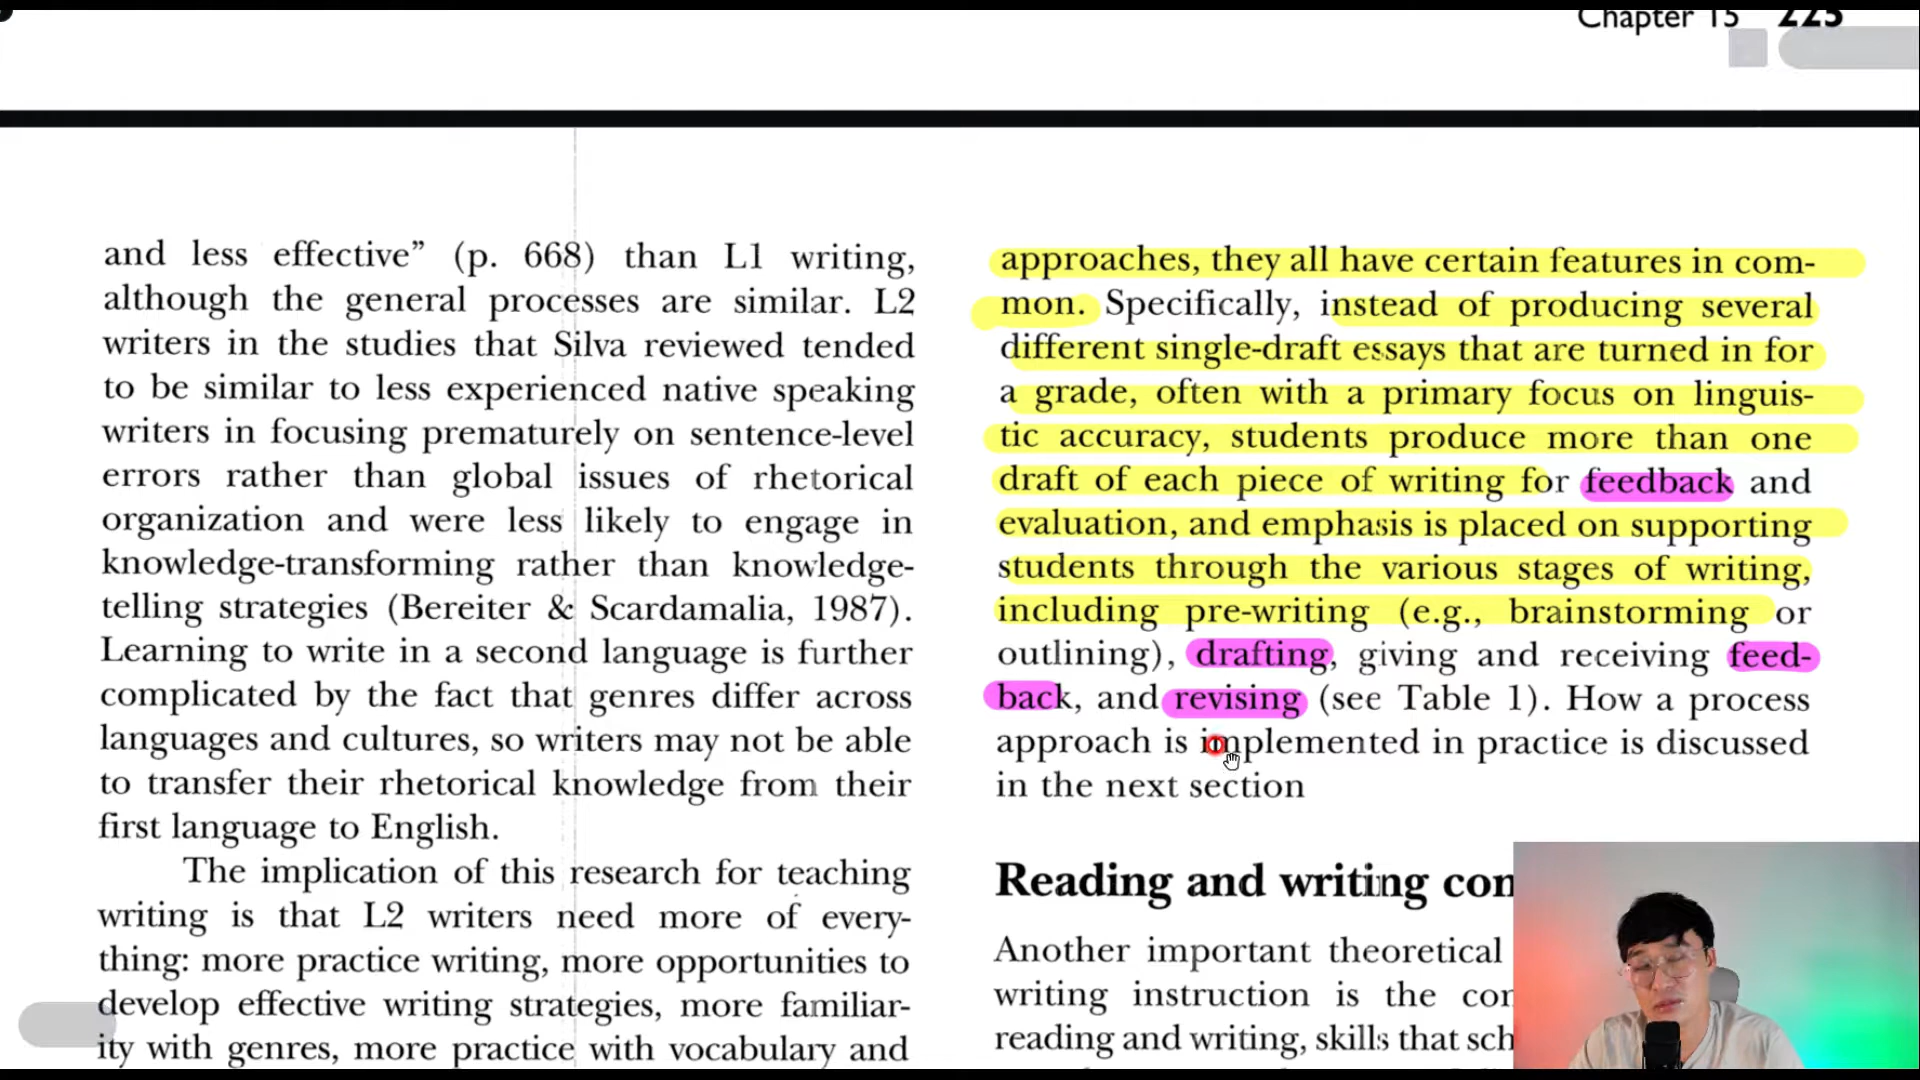 Chapter 15 225
and less effective” (p. 668) than L1 writing,
although the general processes are similar. L2
writers in the studies that Silva reviewed tended
to be similar to less experienced native speaking
writers in focusing prematurely on sentence-level
errors rather than global issues of rhetorical
organization and were less likely to engage in
knowledge-transforming rather than knowledge-
telling strategies (Bereiter & Scardamalia, 1987).
Learning to write in a second language is further
complicated by the fact that genres differ across
languages and cultures, so writers may not be able
to transfer their rhetorical knowledge from their
first language to English.
The implication of this research for teaching
writing is that L2 writers need more of every-
thing: more practice writing, more opportunities to
develop effective writing strategies, more familiar-
ity with genres, more practice with vocabulary and
approaches, they all have certain features in com-
mon. Specifically, instead of producing several
different single-draft essays that are turned in for
a grade, often with a primary focus on linguis-
tic accuracy, students produce more than one
draft of each piece of writing for feedback and
evaluation, and emphasis is placed on supporting
students through the various stages of writing,
including pre-writing (e.g., brainstorming or
outlining), drafting, giving and receiving feed-
back, and revising (see Table 1). How a process
approach is implemented in practice is discussed
in the next section
Reading and writing con
Another important theoretical
writing instruction is the con
reading and writing, skills that sch